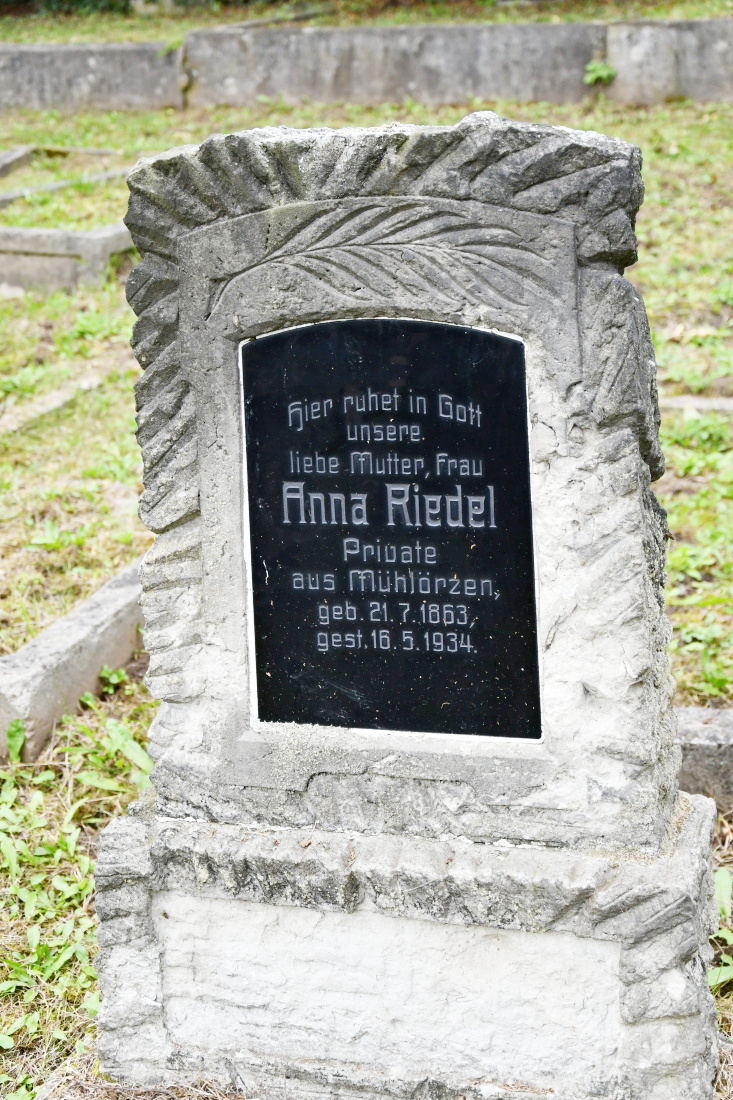 Hier ruhet in Gott
unsere
liebe Mutter, Frau
Anna Riedel
Private
aus Mühlörzen,
geb. 21.7.1863,
gest. 16.5.1934.